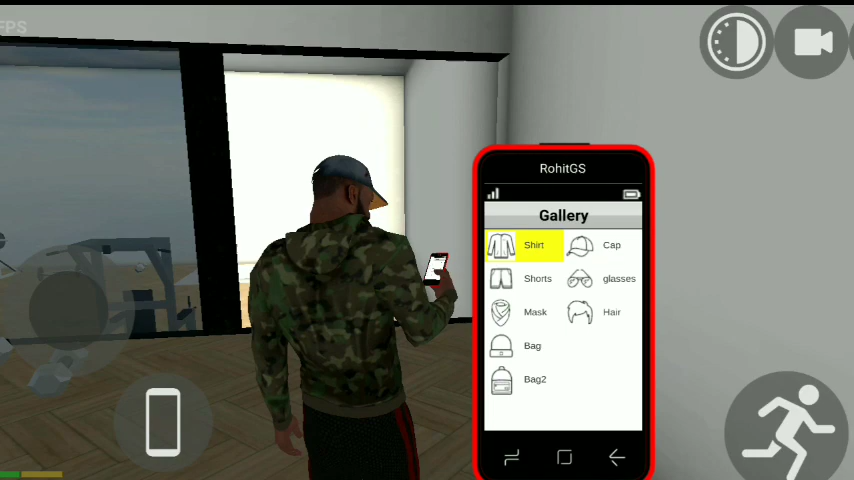 FPS
RohitGS
Gallery
Shirt
Cap
Shorts
glasses
Mask
Hair
Bag
Bag2